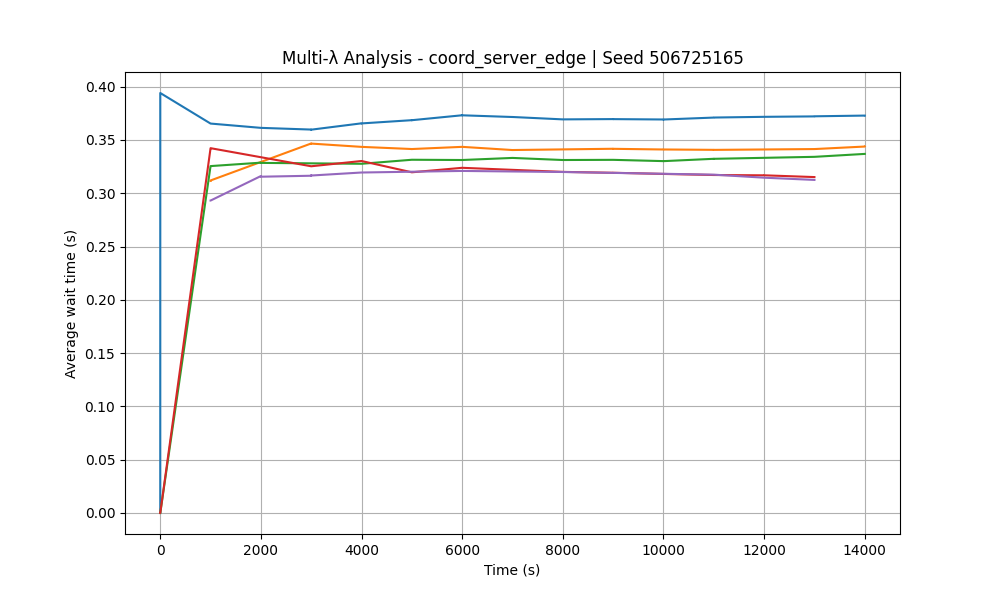 Multi-λ Analysis - coord_server_edge | Seed 506725165
0.40
0.35
0.30
0.25
0.20
0.15
0.10
0.05
0.00
Average wait time (s)
0 2000 4000 6000 8000 10000 12000 14000
Time (s)